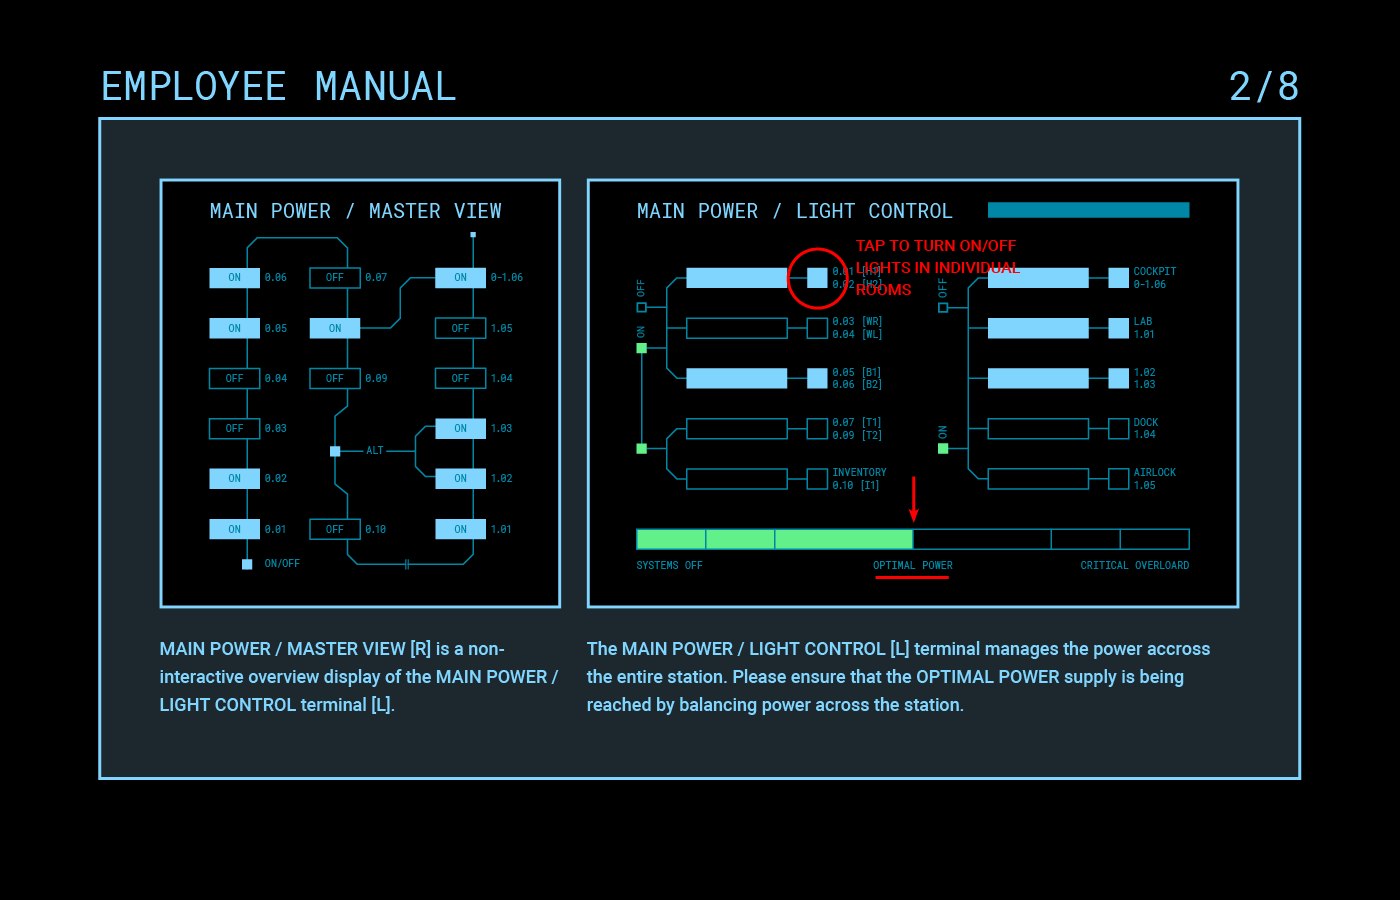 EMPLOYEE MANUAL
2/8
MAIN POWER / MASTER VIEW
ON 0.06
OFF 0.07
ON 0-1.06
ON 0.05
ON
OFF 1.05
OFF 0.04
OFF 0.09
OFF 1.04
OFF 0.03
ON 1.03
ALT
ON 0.02
ON 1.02
ON 0.01
OFF 0.10
ON 1.01
ON/OFF
MAIN POWER / LIGHT CONTROL
TAP TO TURN ON/OFF
LIGHTS IN INDIVIDUAL
ROOMS
OFF
ON
0.01 [H1]
0.02 [H2]
0.03 [WR]
0.04 [WL]
0.05 [B1]
0.06 [B2]
0.07 [T1]
0.09 [T2]
INVENTORY
0.10 [I1]
OFF
ON
COCKPIT
0-1.06
LAB
1.01
1.02
1.03
DOCK
1.04
AIRLOCK
1.05
SYSTEMS OFF
OPTIMAL POWER
CRITICAL OVERLOARD
MAIN POWER / MASTER VIEW [R] is a non-
interactive overview display of the MAIN POWER /
LIGHT CONTROL terminal [L].
The MAIN POWER / LIGHT CONTROL [L] terminal manages the power accross
the entire station. Please ensure that the OPTIMAL POWER supply is being
reached by balancing power across the station.